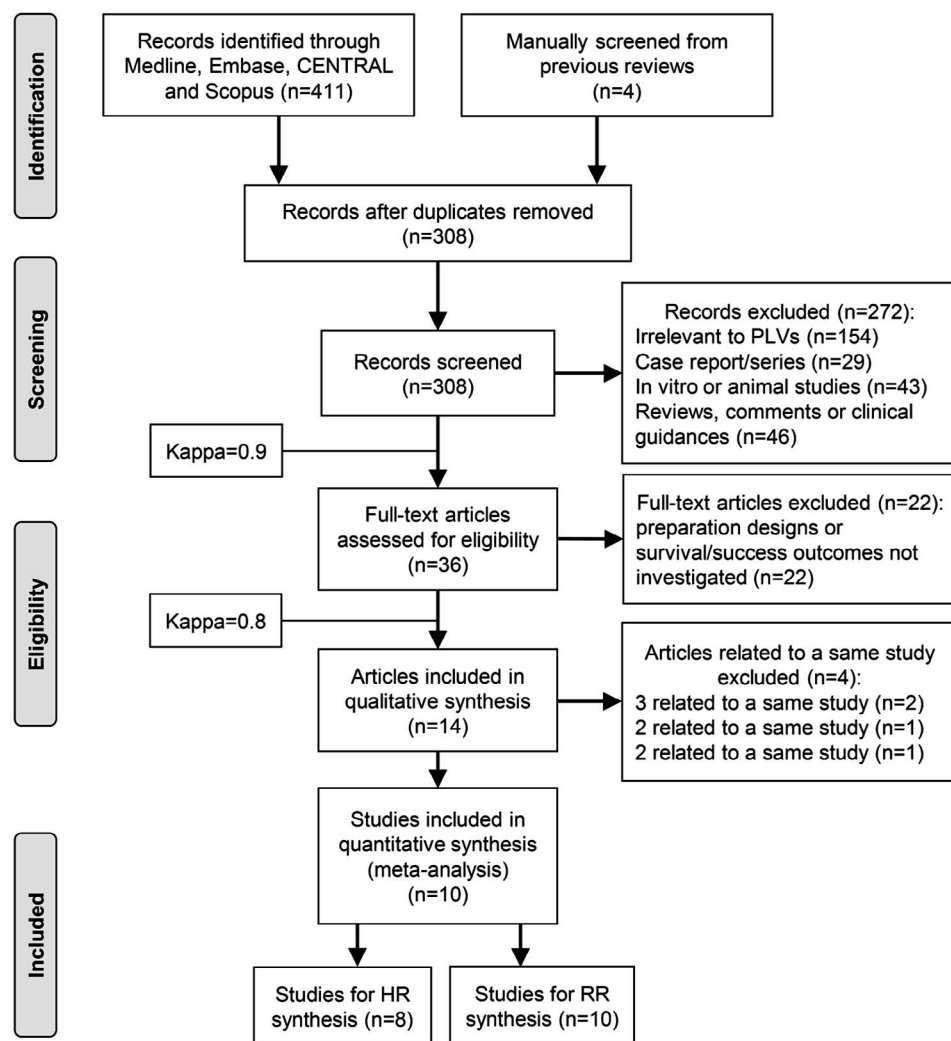 Identification
Records identified through
Medline, Embase, CENTRAL
and Scopus (n=411)
Manually screened from
previous reviews
(n=4)
Records after duplicates removed
(n=308)
Screening
Records screened
(n=308)
Records excluded (n=272):
Irrelevant to PLVs (n=154)
Case report/series (n=29)
In vitro or animal studies (n=43)
Reviews, comments or clinical
guidances (n=46)
Kappa=0.9
Eligibility
Full-text articles
assessed for eligibility
(n=36)
Full-text articles excluded (n=22):
preparation designs or
survival/success outcomes not
investigated (n=22)
Kappa=0.8
Articles included in
qualitative synthesis
(n=14)
Articles related to a same study
excluded (n=4):
3 related to a same study (n=2)
2 related to a same study (n=1)
2 related to a same study (n=1)
Included
Studies included in
quantitative synthesis
(meta-analysis)
(n=10)
Studies for HR
synthesis (n=8)
Studies for RR
synthesis (n=10)